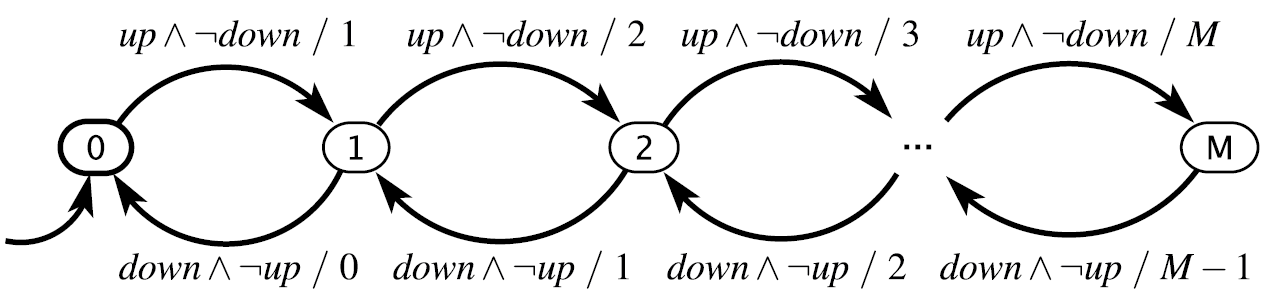 up ∧ ¬down / 1 up ∧ ¬down / 2 up ∧ ¬down / 3 up ∧ ¬down / M
0 1 2 ... M
down ∧ ¬up / 0 down ∧ ¬up / 1 down ∧ ¬up / 2 down ∧ ¬up / M − 1